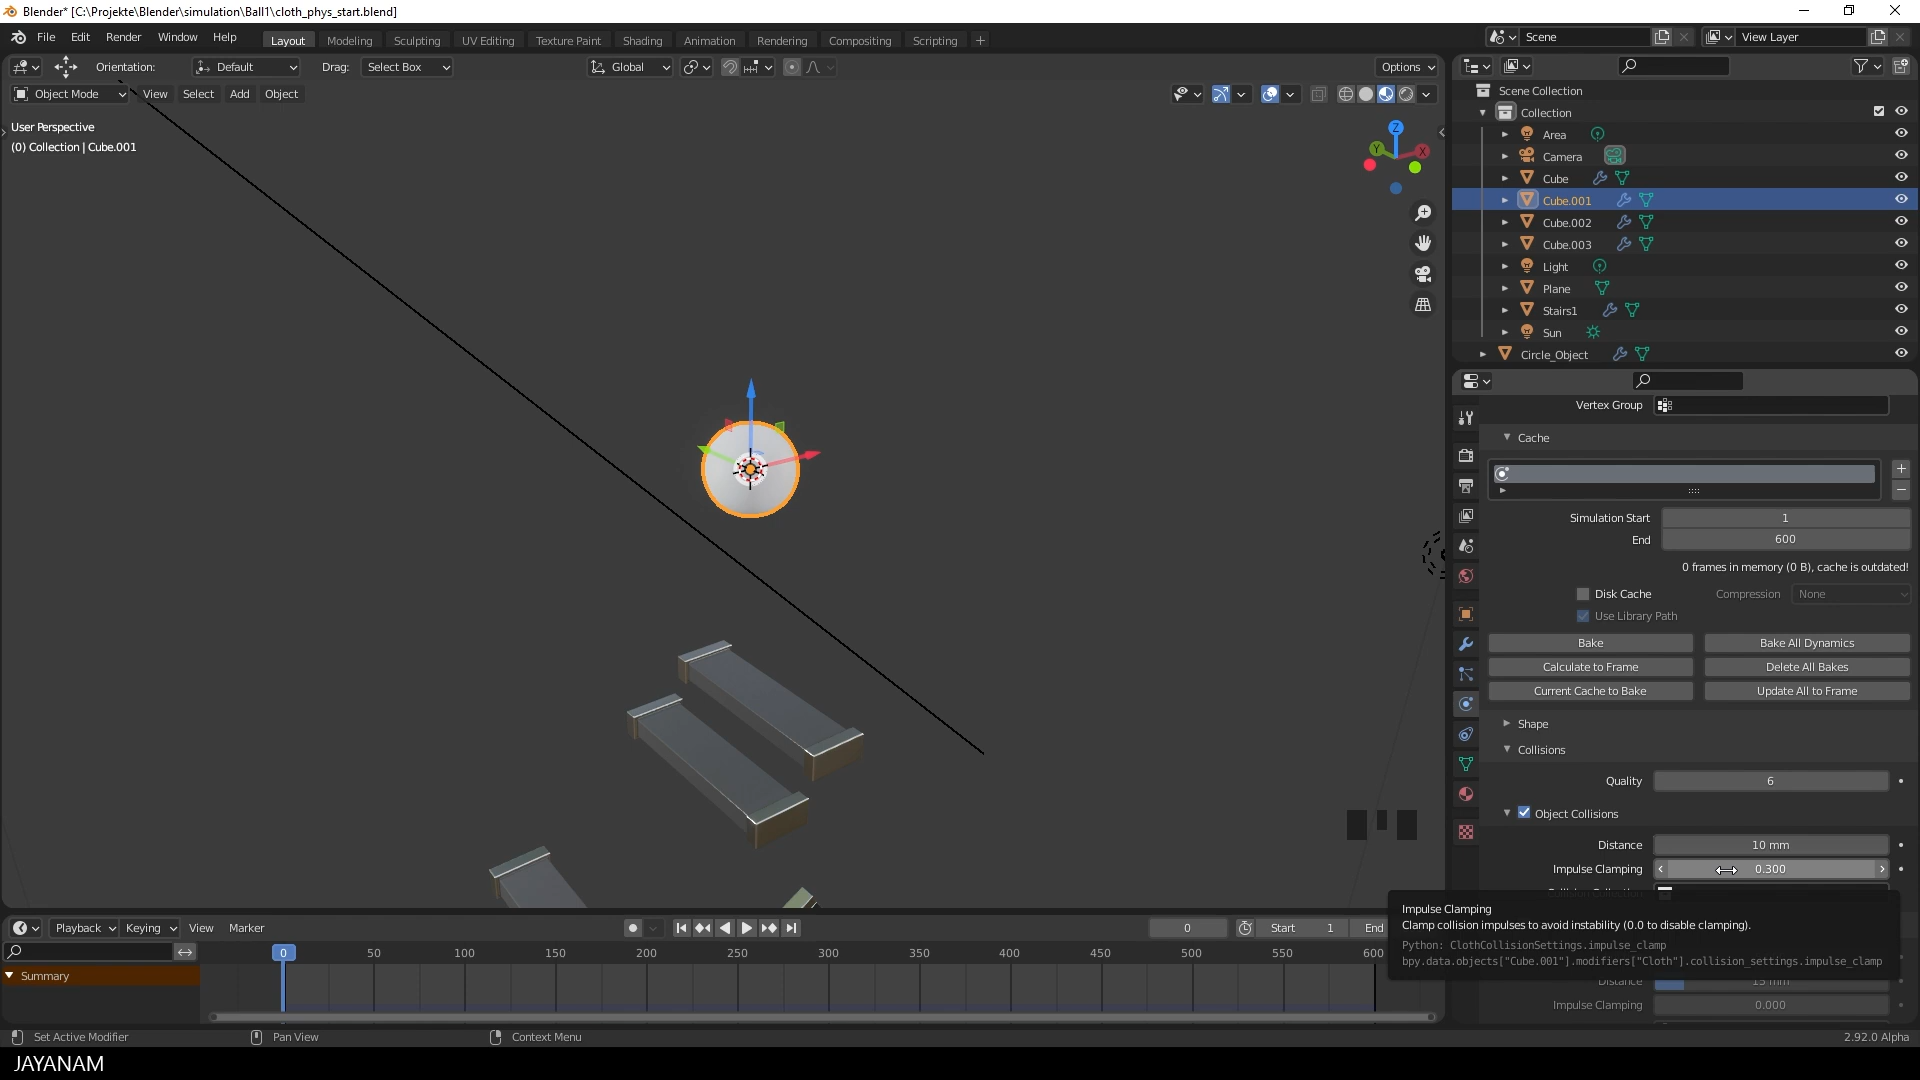 Blender* [C:\Projekte\Blender\simulation\Ball1\cloth_phys_start.blend]
File Edit Render Window Help
Layout Modeling Sculpting UV Editing Texture Paint Shading Animation Rendering Compositing Scripting +
Scene
View Layer
Orientation: Default Drag: Select Box Global Options
Object Mode View Select Add Object
User Perspective
(0) Collection | Cube.001
Z
Y
X
Scene Collection
Collection
Area
Camera
Cube
Cube.001
Cube.002
Cube.003
Light
Plane
Stairs1
Sun
Circle_Object
Vertex Group
Cache
Simulation Start 1
End 600
0 frames in memory (0 B), cache is outdated!
Disk Cache Compression None
Use Library Path
Bake Bake All Dynamics
Calculate to Frame Delete All Bakes
Current Cache to Bake Update All to Frame
Shape
Collisions
Quality 6
Object Collisions
Distance 10 mm
Impulse Clamping 0.300
Impulse Clamping
Clamp collision impulses to avoid instability (0.0 to disable clamping).
Python: ClothCollisionSettings.impulse_clamp
bpy.data.objects["Cube.001"].modifiers["Cloth"].collision_settings.impulse_clamp
Distance 15 mm
Impulse Clamping 0.000
Playback Keying View Marker 0 Start 1 End
0 50 100 150 200 250 300 350 400 450 500 550 600
Summary
Set Active Modifier Pan View Context Menu 2.92.0 Alpha
JAYANAM